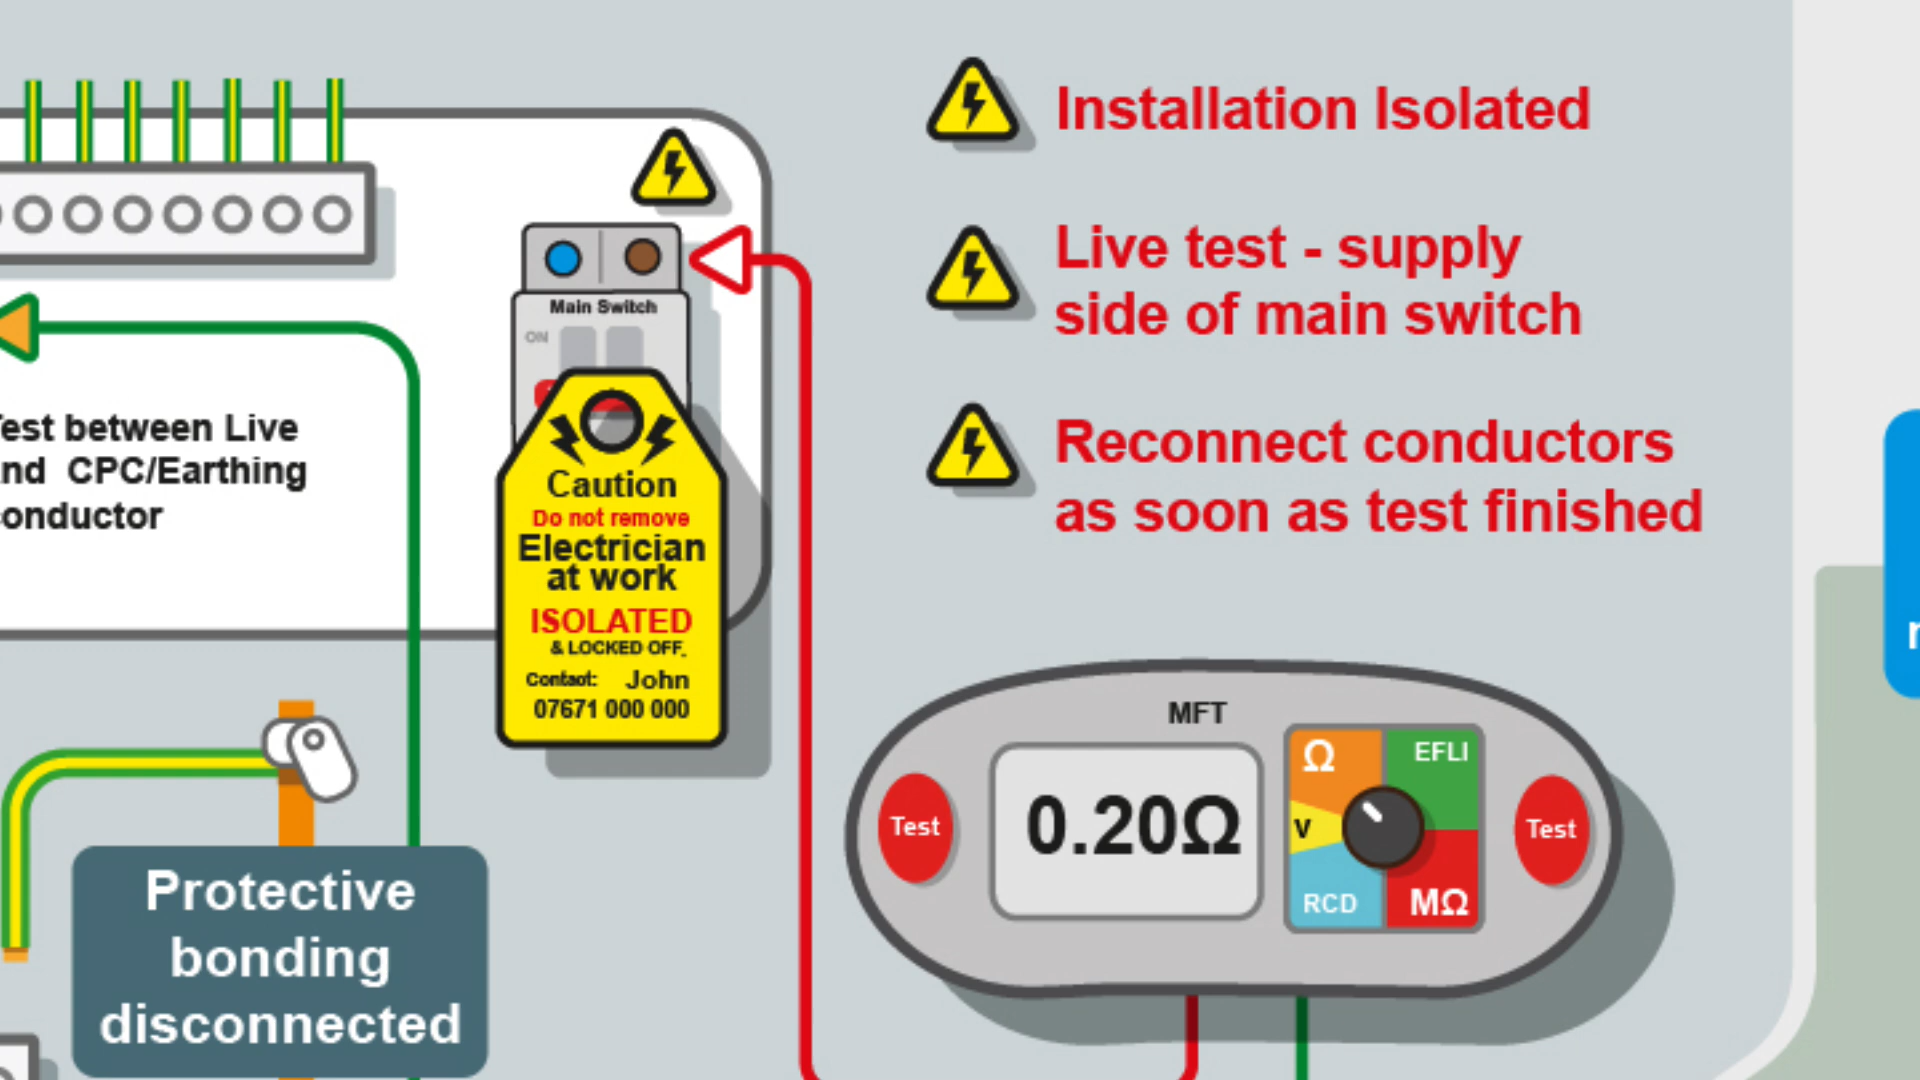 Installation Isolated
Live test - supply
side of main switch
Reconnect conductors
as soon as test finished
Main Switch
ON
est between Live
nd CPC/Earthing
onductor
Caution
Do not remove
Electrician
at work
ISOLATED
& LOCKED OFF.
Contact: John
07671 000 000
MFT
Test
0.20Ω
Ω
EFLI
V
RCD
MΩ
Test
Protective
bonding
disconnected